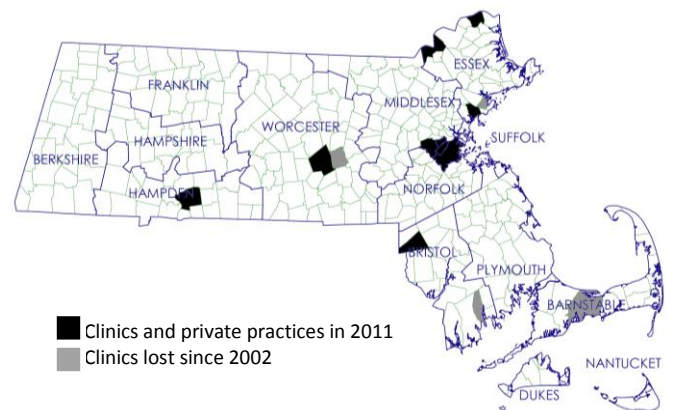 ESSEX
FRANKLIN
MIDDLESEX
WORCESTER
HAMPSHIRE
SUFFOLK
BERKSHIRE
HAMPDEN
NORFOLK
BRISTOL
PLYMOUTH
BARNSTABLE
Clinics and private practices in 2011
Clinics lost since 2002
NANTUCKET
DUKES